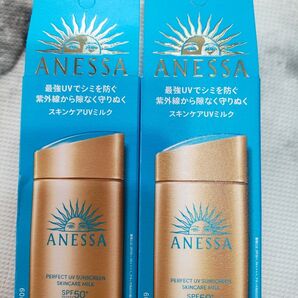 ANESSA
最強UVでシミを防ぐ
紫外線から隙なく守りぬく
スキンケアUVミルク
ANESSA
PERFECT UV SUNSCREEN
SKINCARE MILK
SPF50+
ANESSA
最強UVでシミを防ぐ
紫外線から隙なく守りぬく
スキンケアUVミルク
ANESSA
PERFECT UV SUNSCREEN
SKINCARE MILK
SPF50+